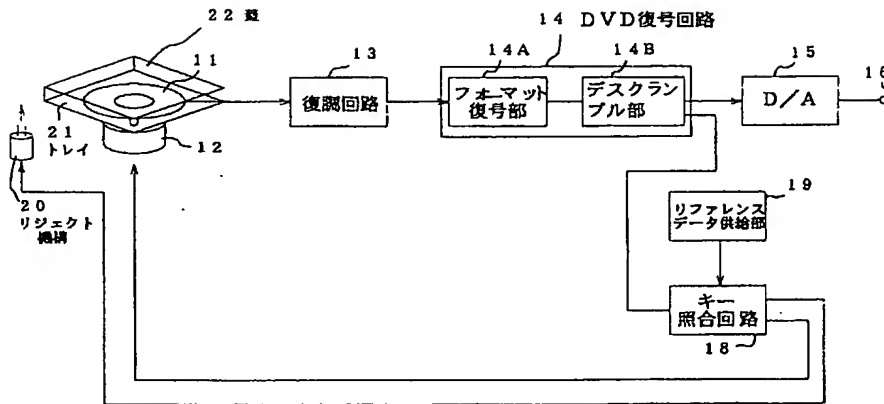 22 蓋
14 DVD復号回路
11
13
14A
14B
15
16
復調回路
フォーマット
復号部
デスクラン
ブル部
D/A
21
トレイ
12
20
リジェクト
機構
19
リファレンス
データ供給部
キー
照合回路
18